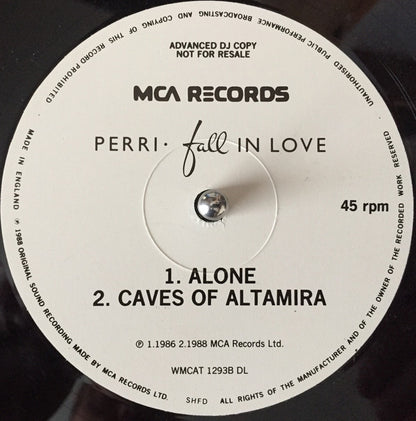 ADVANCED DJ COPY
NOT FOR RESALE
MCA RECORDS
PERRI · fall IN LOVE
45 rpm
1. ALONE
2. CAVES OF ALTAMIRA
℗ 1.1986 2.1988 MCA Records Ltd.
WMCAT 1293B DL
SHFD
MADE IN ENGLAND ℗ 1988 ORIGINAL SOUND RECORDING MADE BY MCA RECORDS LTD.
ALL RIGHTS OF THE MANUFACTURER AND OF THE OWNER OF THE RECORDED WORK RESERVED
UNAUTHORISED PUBLIC PERFORMANCE BROADCASTING AND COPYING OF THIS RECORD PROHIBITED